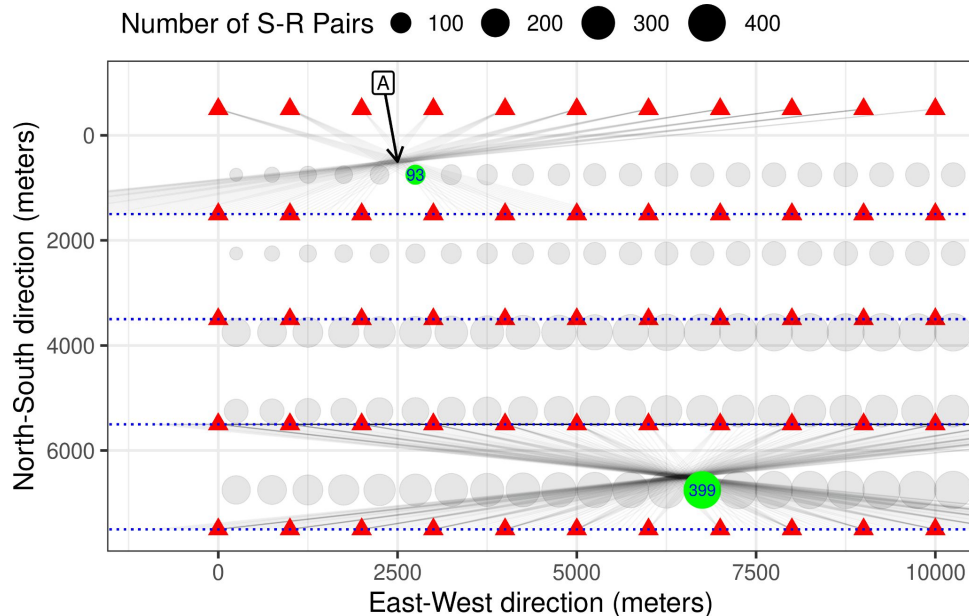 Number of S-R Pairs 100 200 300 400
A
0
93
2000
4000
6000
399
0 2500 5000 7500 10000
East-West direction (meters)
North-South direction (meters)